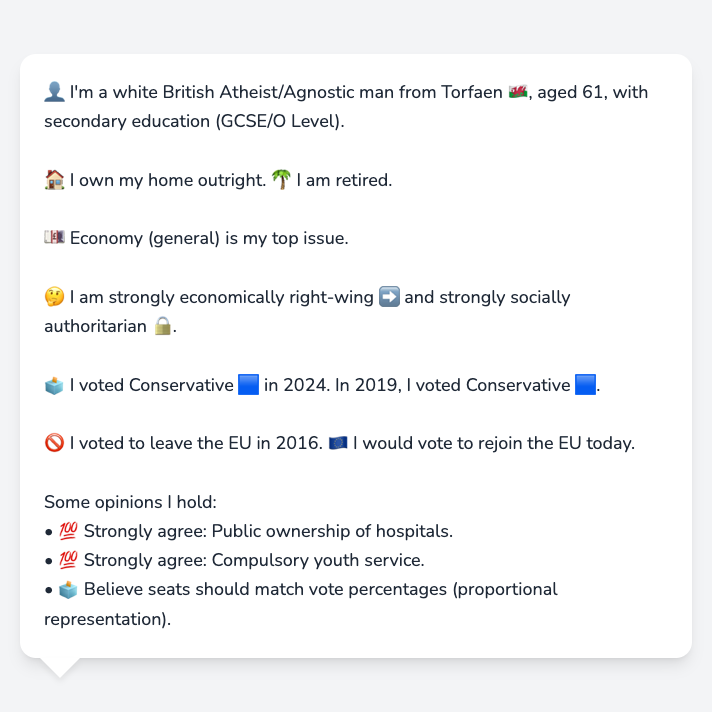 👤 I'm a white British Atheist/Agnostic man from Torfaen 🏴󠁧󠁢󠁷󠁬󠁳󠁿, aged 61, with
secondary education (GCSE/O Level).
🏠 I own my home outright. 🌴 I am retired.
💷 Economy (general) is my top issue.
🤔 I am strongly economically right-wing ➡️ and strongly socially
authoritarian 🔒.
🗳️ I voted Conservative 🟦 in 2024. In 2019, I voted Conservative 🟦.
🚫 I voted to leave the EU in 2016. 🇪🇺 I would vote to rejoin the EU today.
Some opinions I hold:
• 💯 Strongly agree: Public ownership of hospitals.
• 💯 Strongly agree: Compulsory youth service.
• 🗳️ Believe seats should match vote percentages (proportional
representation).